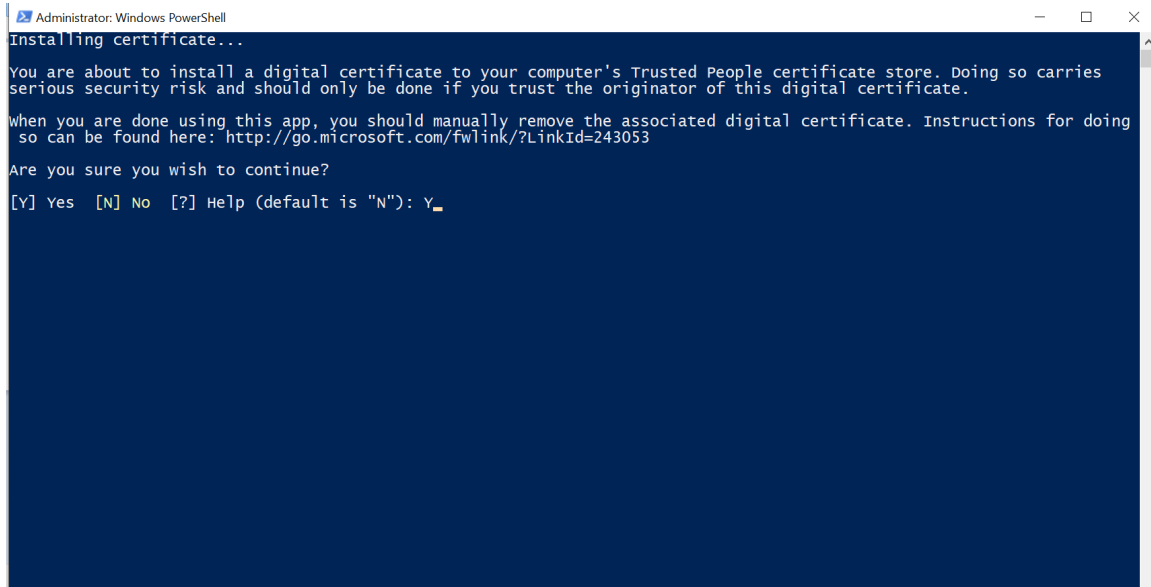 Administrator: Windows PowerShell
Installing certificate...
You are about to install a digital certificate to your computer's Trusted People certificate store. Doing so carries
serious security risk and should only be done if you trust the originator of this digital certificate.
When you are done using this app, you should manually remove the associated digital certificate. Instructions for doing
so can be found here: http://go.microsoft.com/fwlink/?LinkId=243053
Are you sure you wish to continue?
[Y] Yes  [N] No  [?] Help (default is "N"): Y